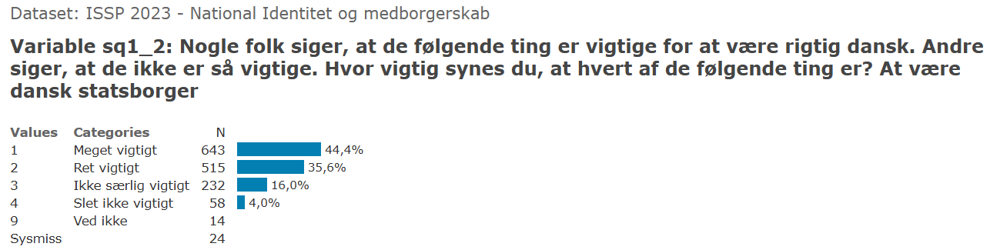 Dataset: ISSP 2023 - National Identitet og medborgerskab
Variable sq1_2: Nogle folk siger, at de følgende ting er vigtige for at være rigtig dansk. Andre
siger, at de ikke er så vigtige. Hvor vigtig synes du, at hvert af de følgende ting er? At være
dansk statsborger
Values Categories N
1 Meget vigtigt 643 44,4%
2 Ret vigtigt 515 35,6%
3 Ikke særlig vigtigt 232 16,0%
4 Slet ikke vigtigt 58 4,0%
9 Ved ikke 14
Sysmiss 24